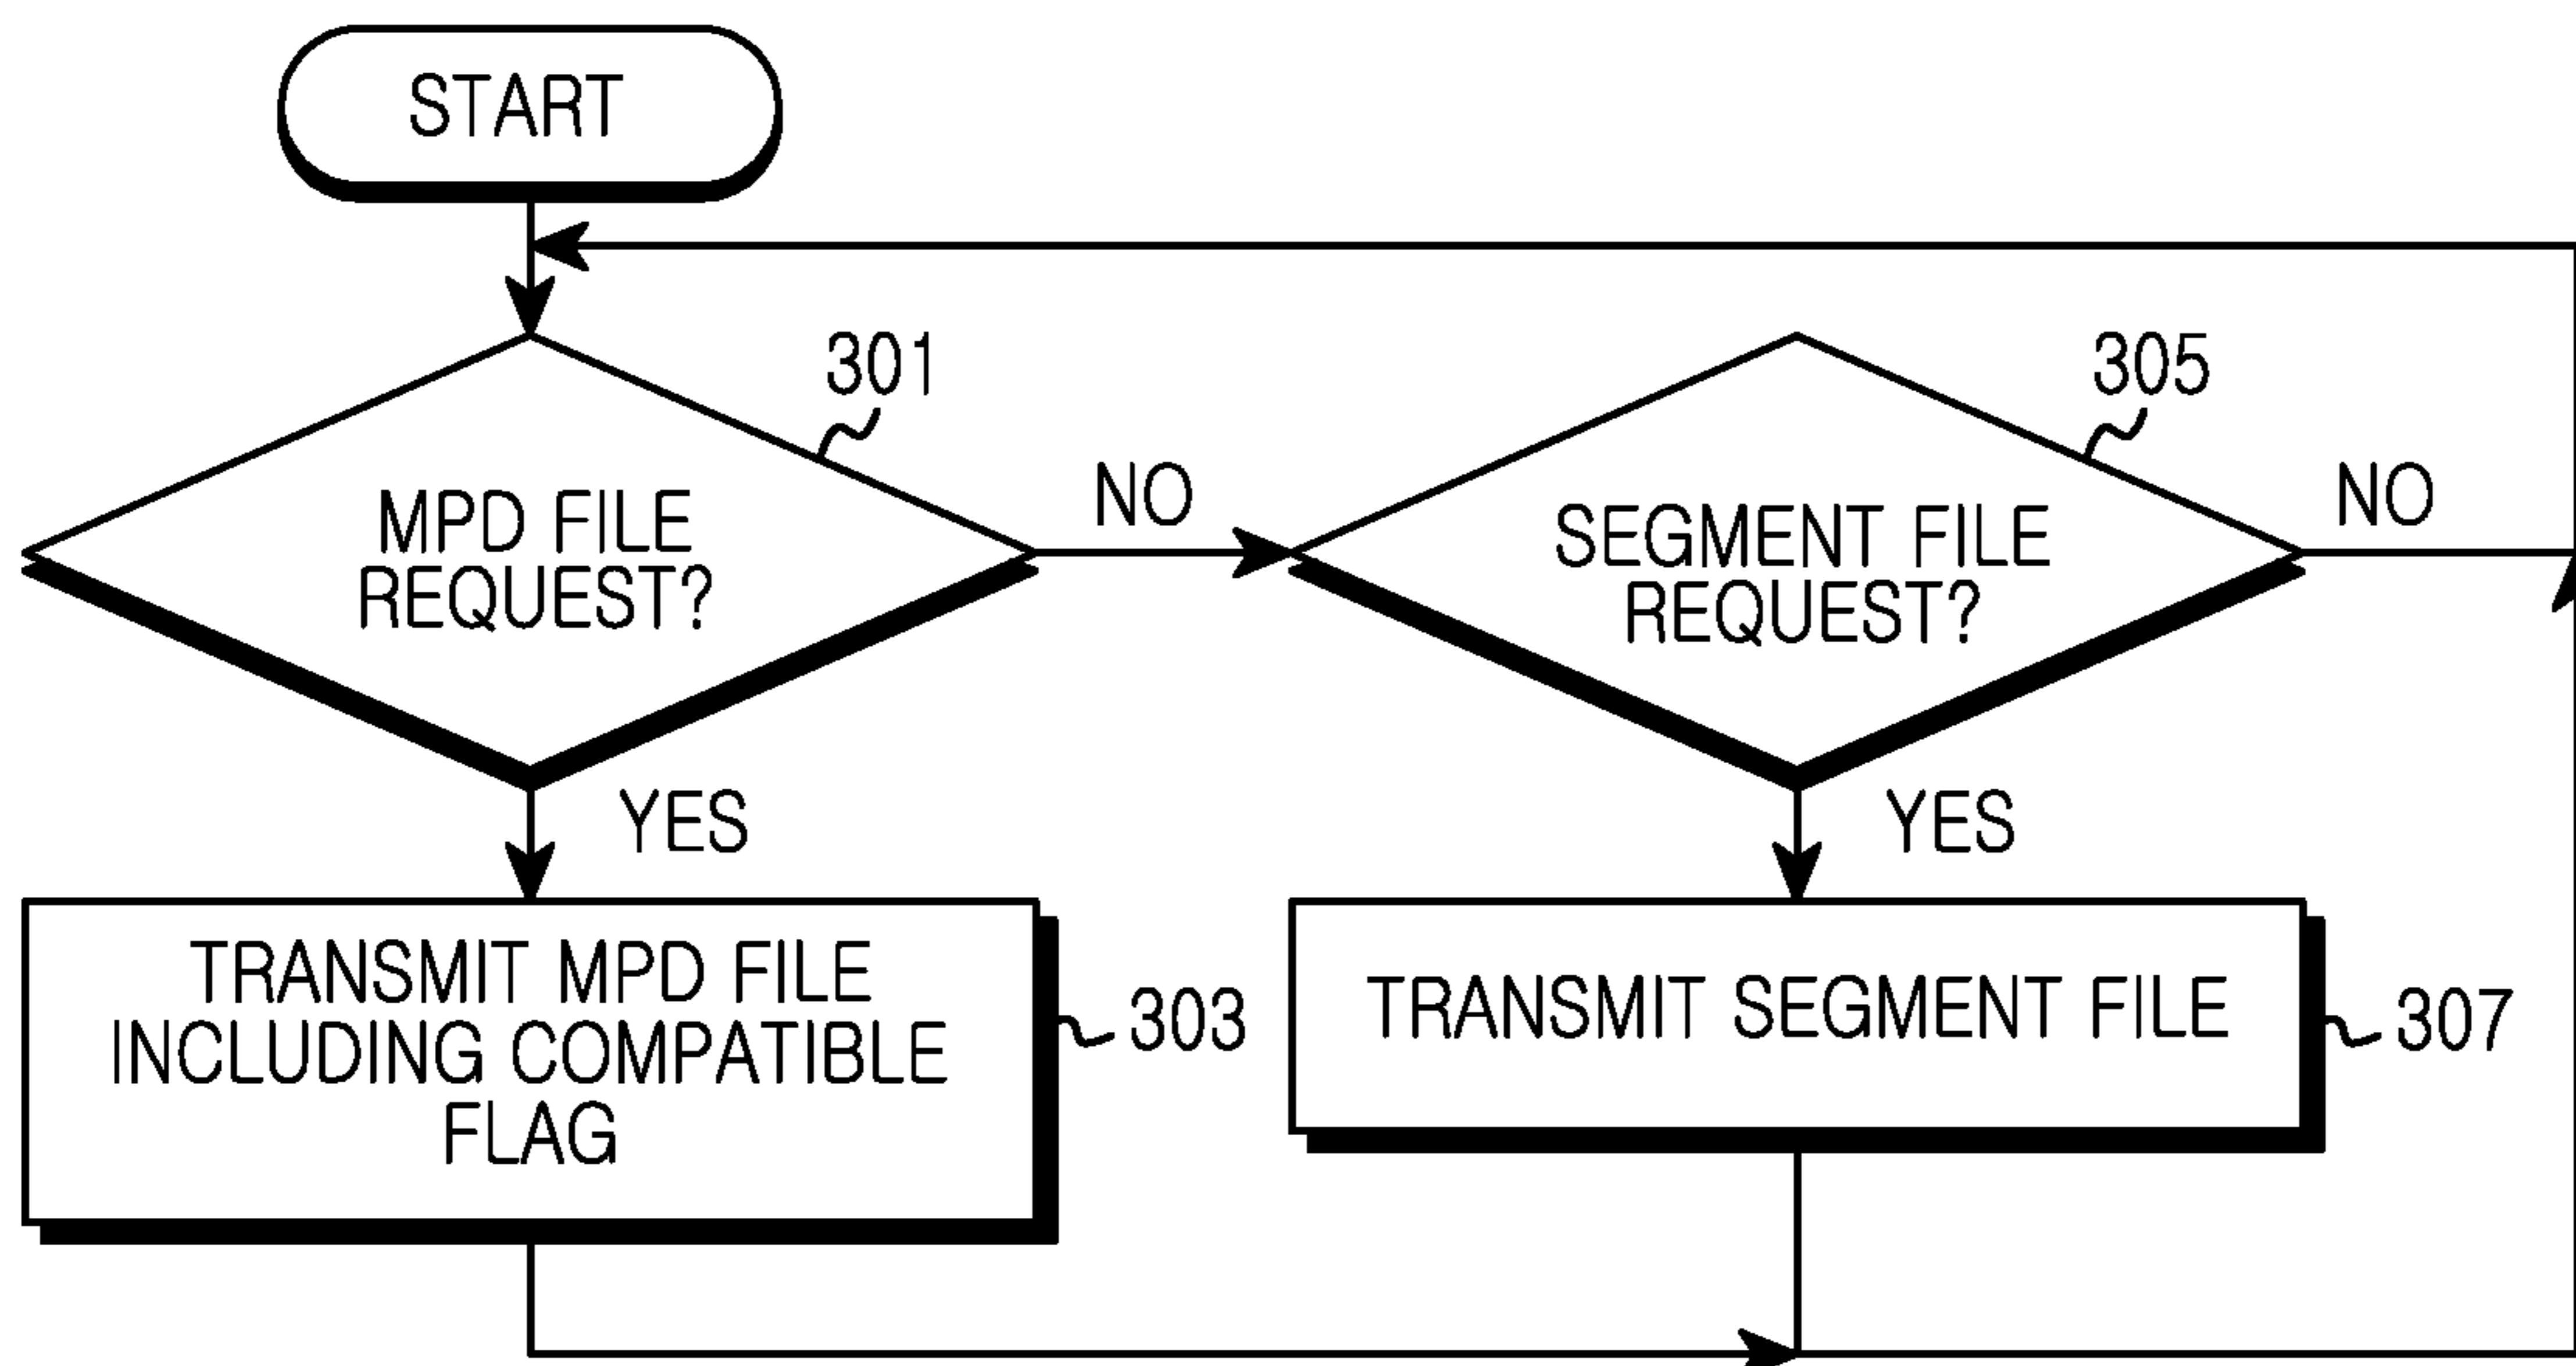 START
301
305
NO
NO
MPD FILE
REQUEST?
SEGMENT FILE
REQUEST?
YES
YES
TRANSMIT MPD FILE
INCLUDING COMPATIBLE
FLAG
303
TRANSMIT SEGMENT FILE
307